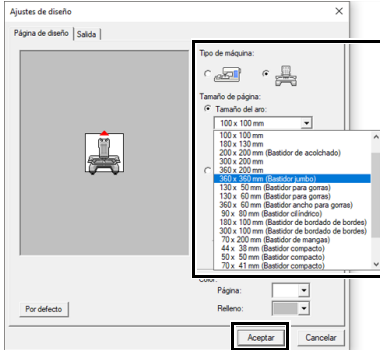 Ajustes de diseño
Página de diseño
Salida
Tipo de máquina:
Tamaño de página:
Tamaño del aro:
100 x 100 mm
100 x 100 mm
180 x 130 mm
200 x 200 mm (Bastidor de acolchado)
300 x 200 mm
360 x 200 mm
360 x 360 mm (Bastidor jumbo)
130 x 50 mm (Bastidor para gorras)
130 x 60 mm (Bastidor para gorras)
360 x 60 mm (Bastidor ancho para gorras)
90 x 80 mm (Bastidor cilíndrico)
180 x 100 mm (Bastidor de bordado de bordes)
300 x 100 mm (Bastidor de bordado de bordes)
70 x 200 mm (Bastidor de mangas)
44 x 38 mm (Bastidor compacto)
50 x 50 mm (Bastidor compacto)
70 x 41 mm (Bastidor compacto)
Color:
Página:
Relleno:
Por defecto
Aceptar
Cancelar